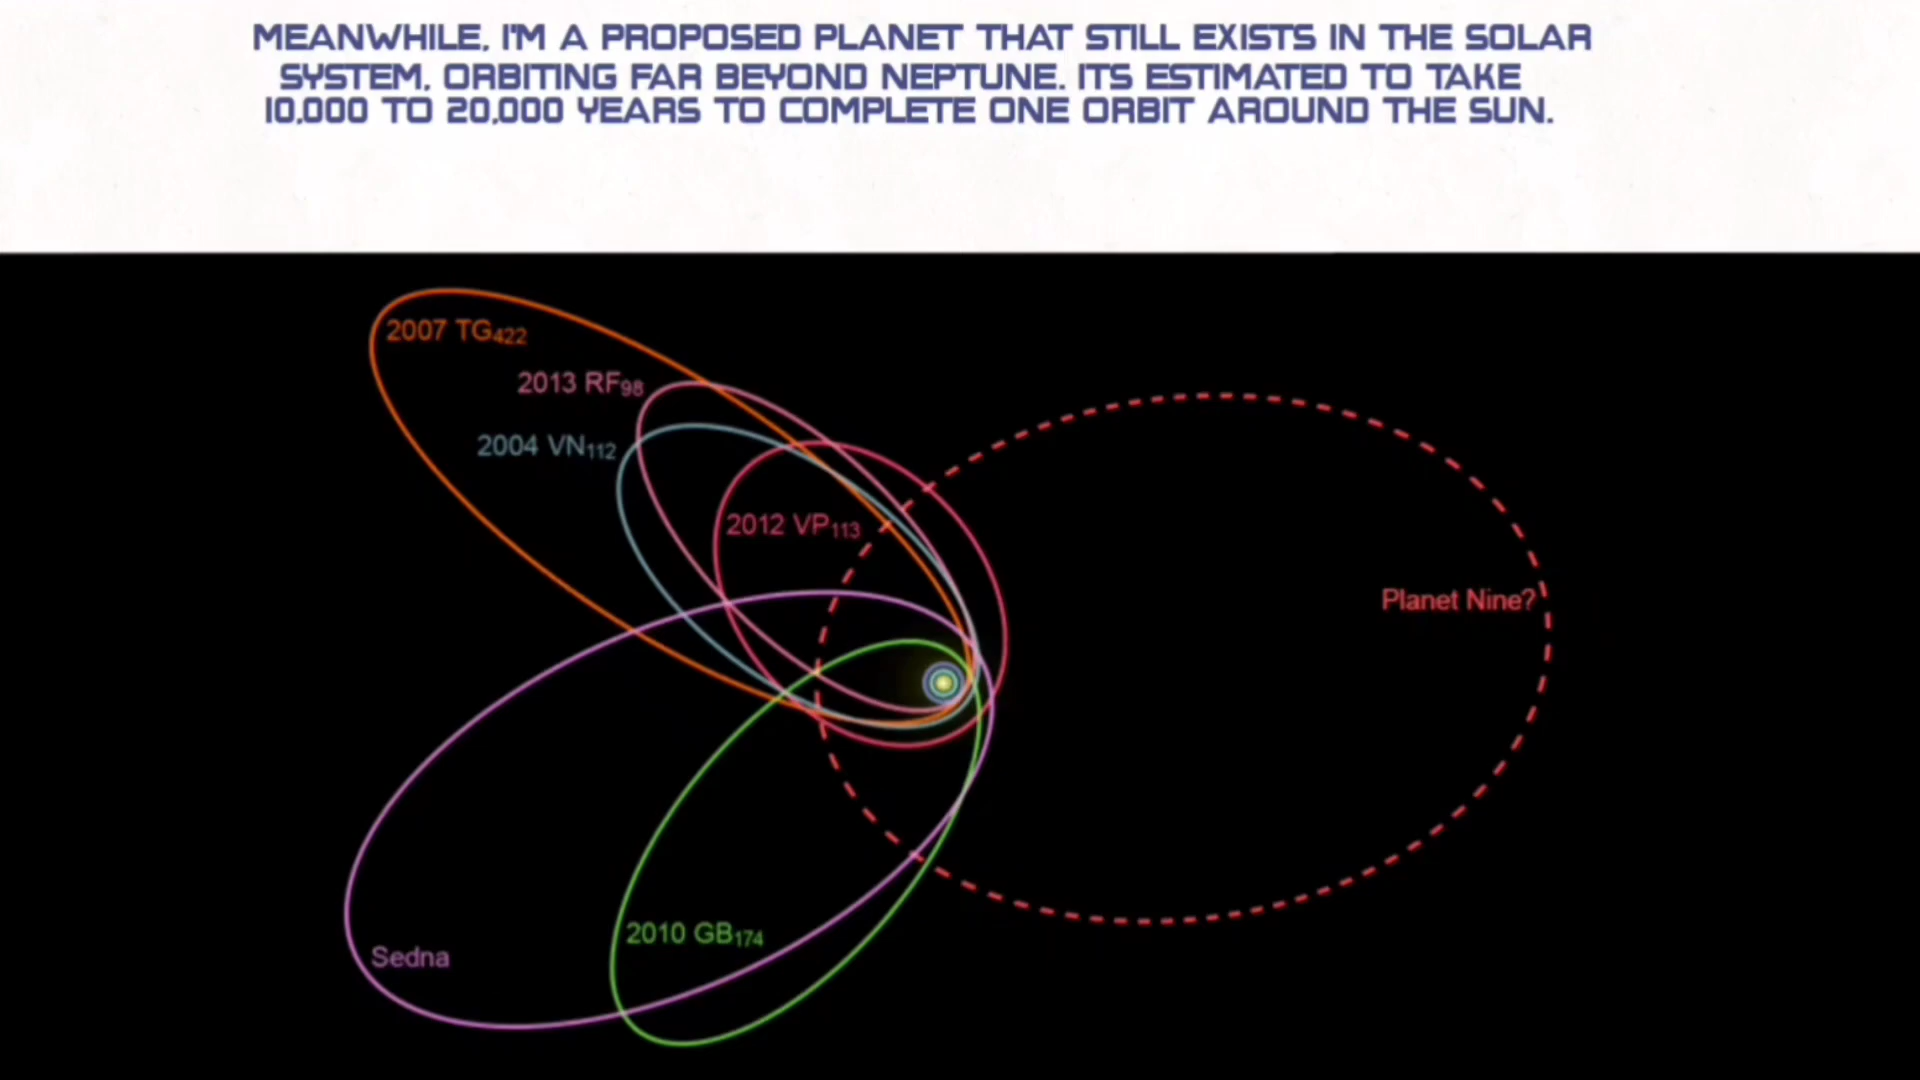 MEANWHILE, I'M A PROPOSED PLANET THAT STILL EXISTS IN THE SOLAR
SYSTEM, ORBITING FAR BEYOND NEPTUNE. ITS ESTIMATED TO TAKE
10,000 TO 20,000 YEARS TO COMPLETE ONE ORBIT AROUND THE SUN.
2007 TG422
2013 RF98
2004 VN112
2012 VP113
Planet Nine?
2010 GB174
Sedna